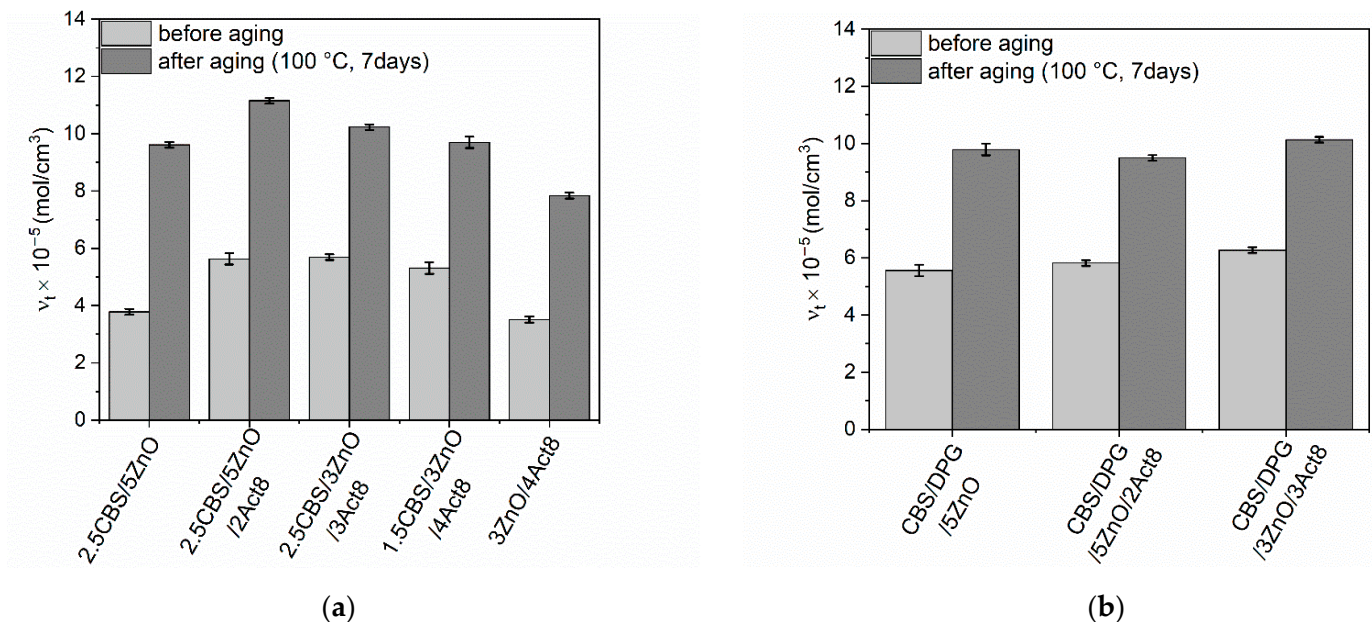 14
12
10
8
6
4
2
0
νt × 10−5 (mol/cm3)
before aging
after aging (100 °C, 7days)
2.5CBS/5ZnO
2.5CBS/5ZnO
/2Act8
2.5CBS/3ZnO
/3Act8
1.5CBS/3ZnO
/4Act8
3ZnO/4Act8
(a)
14
12
10
8
6
4
2
0
νt × 10−5 (mol/cm3)
before aging
after aging (100 °C, 7days)
CBS/DPG
/5ZnO
CBS/DPG
/5ZnO/2Act8
CBS/DPG
/3ZnO/3Act8
(b)